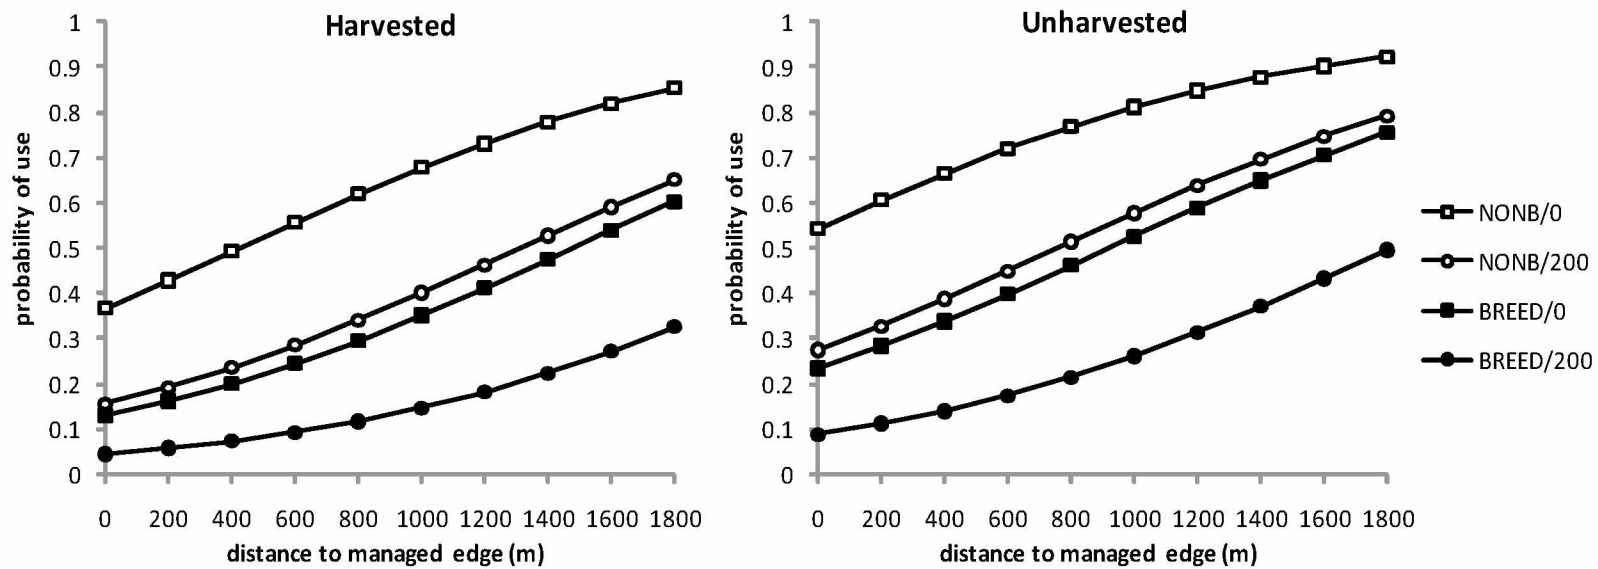 Harvested
probability of use
1
0.9
0.8
0.7
0.6
0.5
0.4
0.3
0.2
0.1
0
0 200 400 600 800 1000 1200 1400 1600 1800
distance to managed edge (m)
Unharvested
probability of use
1
0.9
0.8
0.7
0.6
0.5
0.4
0.3
0.2
0.1
0
0 200 400 600 800 1000 1200 1400 1600 1800
distance to managed edge (m)
NONB/0
NONB/200
BREED/0
BREED/200